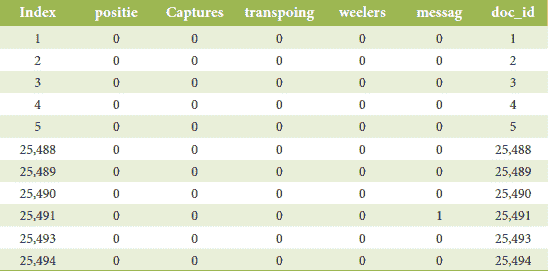 Index positie Captures transpoing weelers messag doc_id
1 0 0 0 0 0 1
2 0 0 0 0 0 2
3 0 0 0 0 0 3
4 0 0 0 0 0 4
5 0 0 0 0 0 5
25,488 0 0 0 0 0 25,488
25,489 0 0 0 0 0 25,489
25,490 0 0 0 0 0 25,490
25,491 0 0 0 0 1 25,491
25,493 0 0 0 0 0 25,493
25,494 0 0 0 0 0 25,494